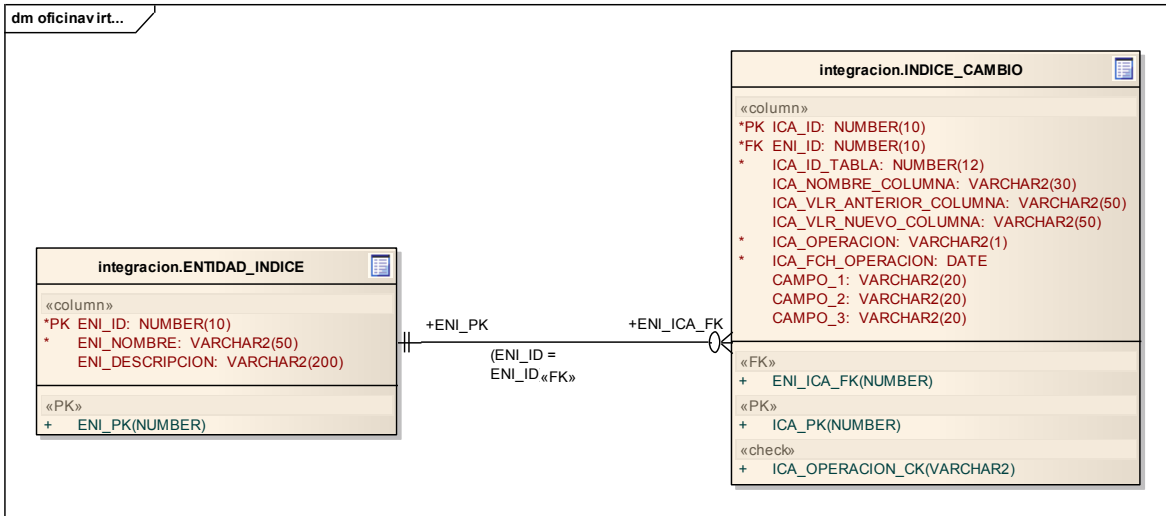 dm oficinavirt...
integracion.INDICE_CAMBIO
«column»
*PK ICA_ID: NUMBER(10)
*FK ENI_ID: NUMBER(10)
* ICA_ID_TABLA: NUMBER(12)
ICA_NOMBRE_COLUMNA: VARCHAR2(30)
ICA_VLR_ANTERIOR_COLUMNA: VARCHAR2(50)
ICA_VLR_NUEVO_COLUMNA: VARCHAR2(50)
* ICA_OPERACION: VARCHAR2(1)
* ICA_FCH_OPERACION: DATE
CAMPO_1: VARCHAR2(20)
CAMPO_2: VARCHAR2(20)
CAMPO_3: VARCHAR2(20)
«FK»
+ ENI_ICA_FK(NUMBER)
«PK»
+ ICA_PK(NUMBER)
«check»
+ ICA_OPERACION_CK(VARCHAR2)
integracion.ENTIDAD_INDICE
«column»
*PK ENI_ID: NUMBER(10)
* ENI_NOMBRE: VARCHAR2(50)
ENI_DESCRIPCION: VARCHAR2(200)
«PK»
+ ENI_PK(NUMBER)
+ENI_PK
+ENI_ICA_FK
(ENI_ID =
ENI_ID «FK»